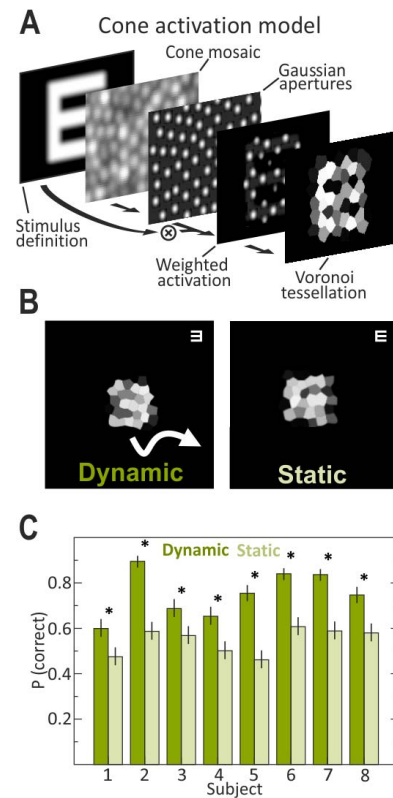 A
Cone activation model
Cone mosaic
Gaussian
apertures
Stimulus
definition
Weighted
activation
Voronoi
tessellation
B
E
E
Dynamic
Static
C
Dynamic Static
* * * * * * * *
P (correct)
0.8
0.6
0.4
0.2
1 2 3 4 5 6 7 8
Subject